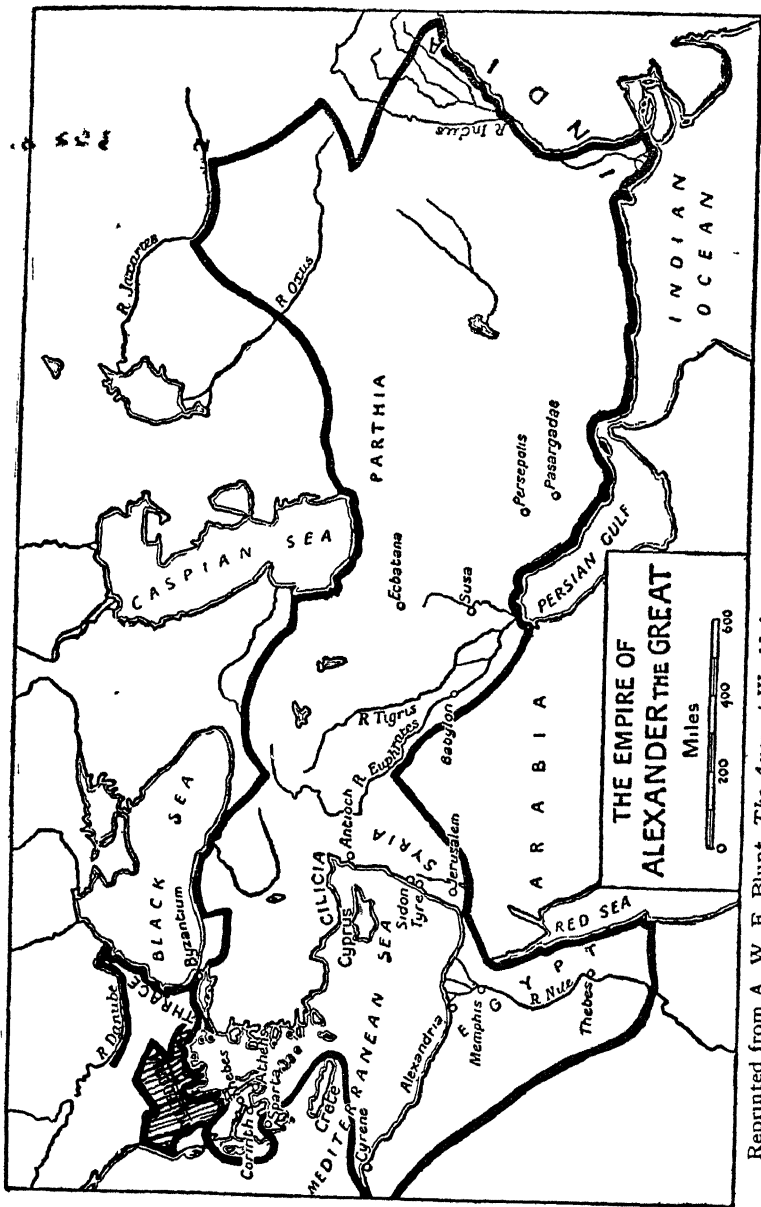 R. Danube
THRACE
BLACK SEA
Byzantium
CASPIAN SEA
R. Jaxartes
R. Oxus
PARTHIA
R. Indus
INDIA
Thebes
Athens
Corinth
Sparta
Crete
MEDITERRANEAN SEA
Cyrene
Alexandria
Cyprus
CILICIA
Antioch
SYRIA
Sidon
Tyre
Jerusalem
R. Euphrates
R. Tigris
Babylon
Ecbatana
Susa
Persepolis
Pasargadae
PERSIAN GULF
INDIAN
OCEAN
ARABIA
RED SEA
EGYPT
Memphis
R. Nile
Thebes
THE EMPIRE OF
ALEXANDER THE GREAT
Miles
0 200 400 600
Reprinted from A. W. F. Blunt, The